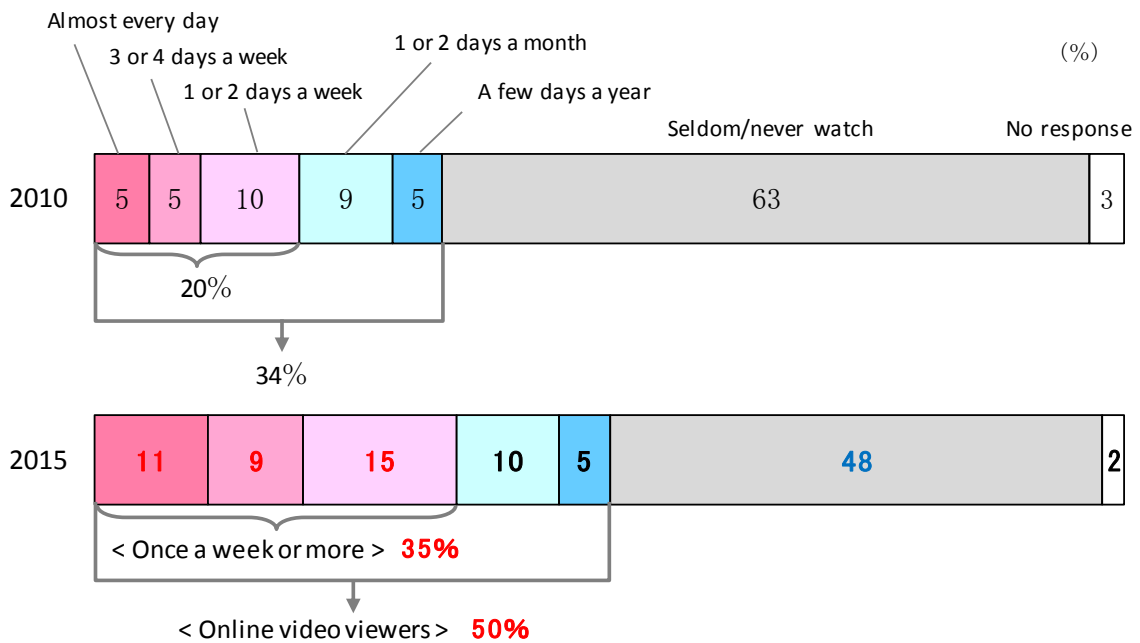 Almost every day
1 or 2 days a month
(%)
3 or 4 days a week
1 or 2 days a week
A few days a year
Seldom/never watch
No response
2010
5
5
10
9
5
63
3
20%
34%
2015
11
9
15
10
5
48
2
< Once a week or more > 35%
< Online video viewers > 50%